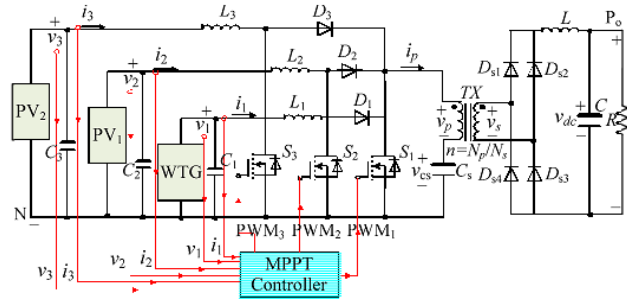 i3 L3 D3
+ v3 − i2 L2 D2 ip L Po
+ v2 − i1 L1 D1 TX Ds1 Ds2
PV2 PV1 + v1 − + vp − + vs − vdc + − C R
C3 C2 WTG C1 S3 S2 S1 n=Np/Ns
vcs + − Cs Ds4 Ds3
N
PWM3 PWM2 PWM1
v1 i1
v2 i2
v3 i3
MPPT
Controller